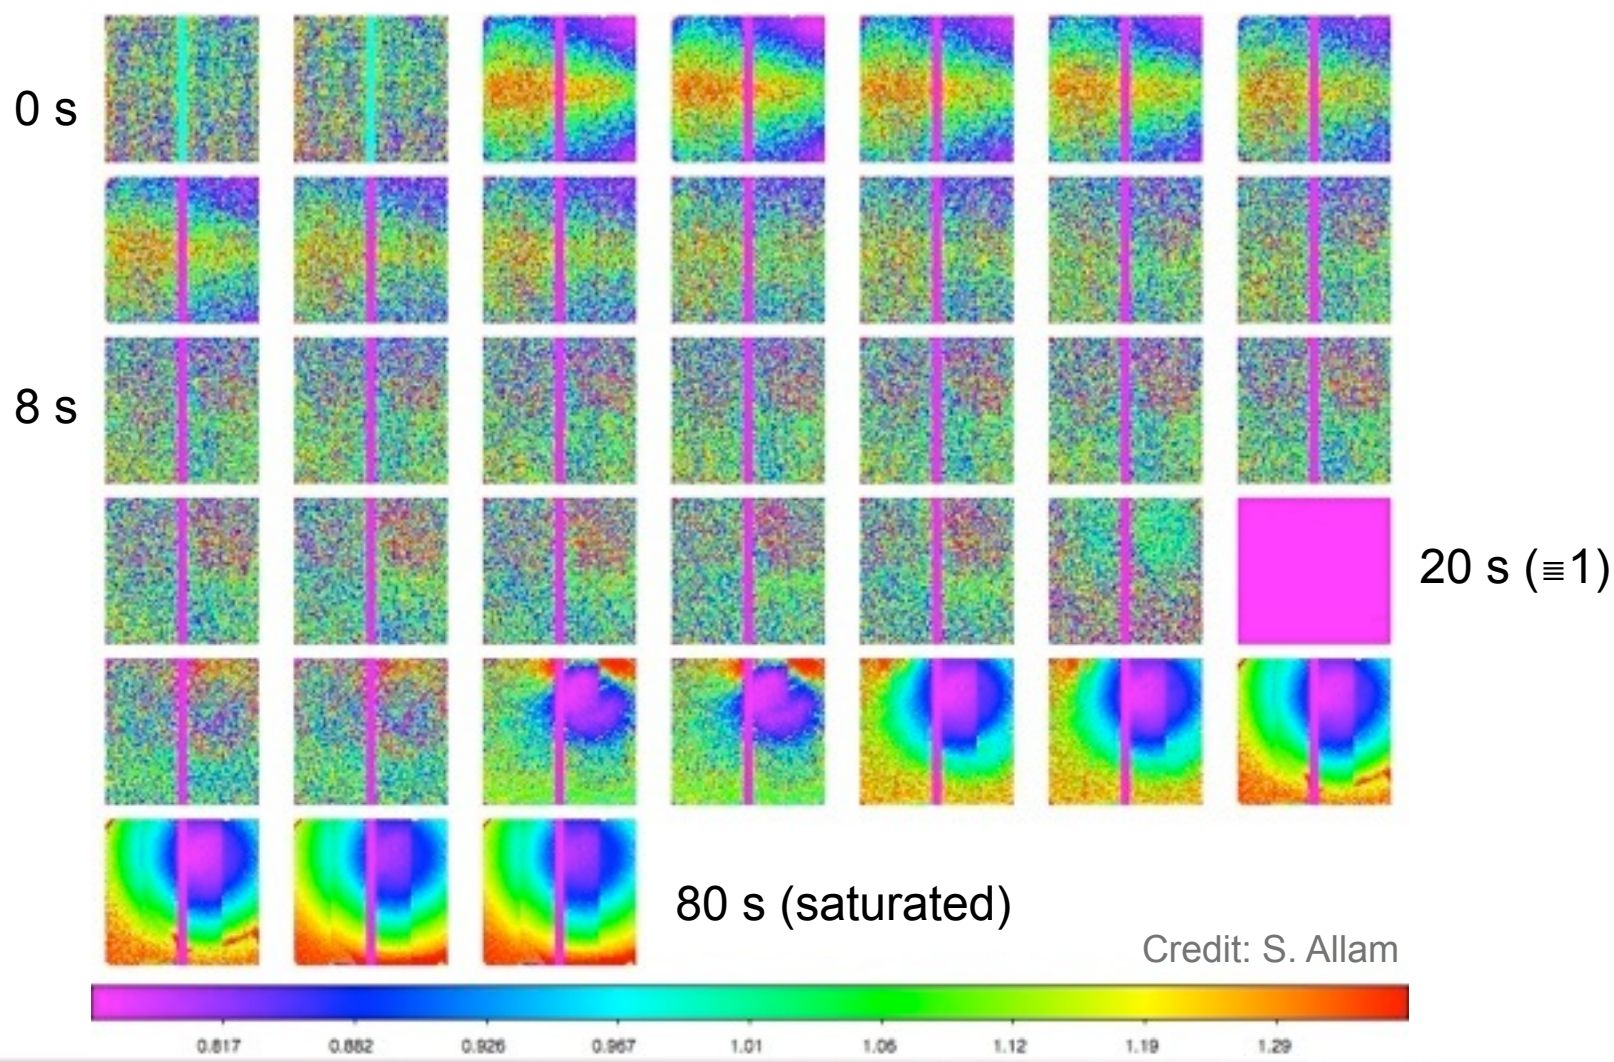 0 s
8 s
20 s (≡1)
80 s (saturated)
Credit: S. Allam
0.817 0.882 0.926 0.967 1.01 1.06 1.12 1.19 1.29